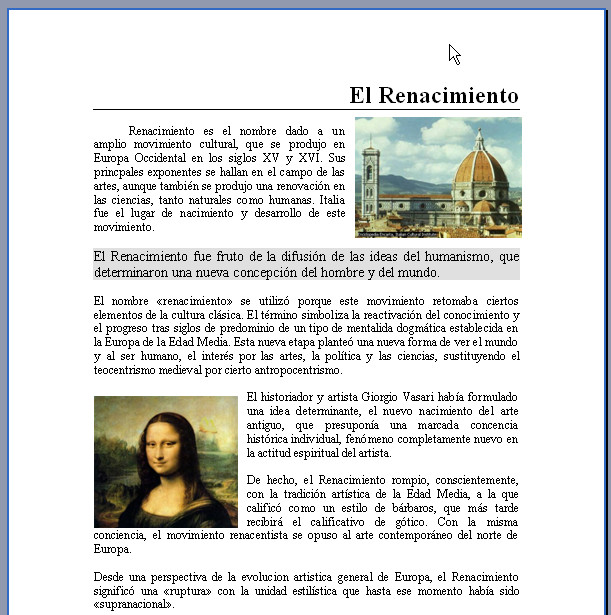 El Renacimiento
Renacimiento es el nombre dado a un
amplio movimiento cultural, que se produjo en
Europa Occidental en los siglos XV y XVI. Sus
princpales exponentes se hallan en el campo de las
artes, aunque también se produjo una renovación en
las ciencias, tanto naturales como humanas. Italia
fue el lugar de nacimiento y desarrollo de este
movimiento.
El Renacimiento fue fruto de la difusión de las ideas del humanismo, que
determinaron una nueva concepción del hombre y del mundo.
El nombre «renacimiento» se utilizó porque este movimiento retomaba ciertos
elementos de la cultura clásica. El término simboliza la reactivación del conocimiento y
el progreso tras siglos de predominio de un tipo de mentalida dogmática establecida en
la Europa de la Edad Media. Esta nueva etapa planteó una nueva forma de ver el mundo
y al ser humano, el interés por las artes, la política y las ciencias, sustituyendo el
teocentrismo medieval por cierto antropocentrismo.
El historiador y artista Giorgio Vasari había formulado
una idea determinante, el nuevo nacimiento del arte
antiguo, que presuponía una marcada concencia
histórica individual, fenómeno completamente nuevo en
la actitud espiritual del artista.
De hecho, el Renacimiento rompio, conscientemente,
con la tradición artística de la Edad Media, a la que
calificó como un estilo de bárbaros, que más tarde
recibirá el calificativo de gótico. Con la misma
conciencia, el movimiento renacentista se opuso al arte contemporáneo del norte de
Europa.
Desde una perspectiva de la evolucion artistica general de Europa, el Renacimiento
significó una «ruptura» con la unidad estilística que hasta ese momento había sido
«supranacional».